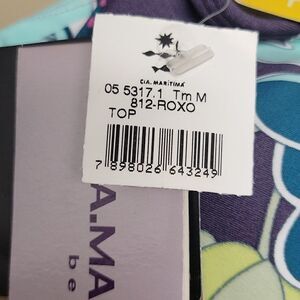 CIA. MARÍTIMA
05 5317.1 Tm M
812-ROXO
TOP
7 898026 643249
A.MA
be